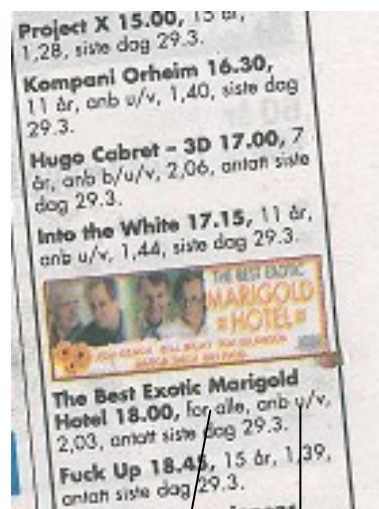 Project X 15.00, 15 år,
1,28, siste dag 29.3.
Kompani Orheim 16.30,
11 år, anb u/v, 1,40, siste dag
29.3.
Hugo Cabret – 3D 17.00, 7
år, anb b/u/v, 2,06, antatt siste
dag 29.3.
Into the White 17.15, 11 år,
anb u/v, 1,44, siste dag 29.3.
THE BEST EXOTIC
MARIGOLD
HOTEL
The Best Exotic Marigold
Hotel 18.00, for alle, anb u/v,
2,03, antatt siste dag 29.3.
Fuck Up 18.45, 15 år, 1,39,
antatt siste dag 29.3.